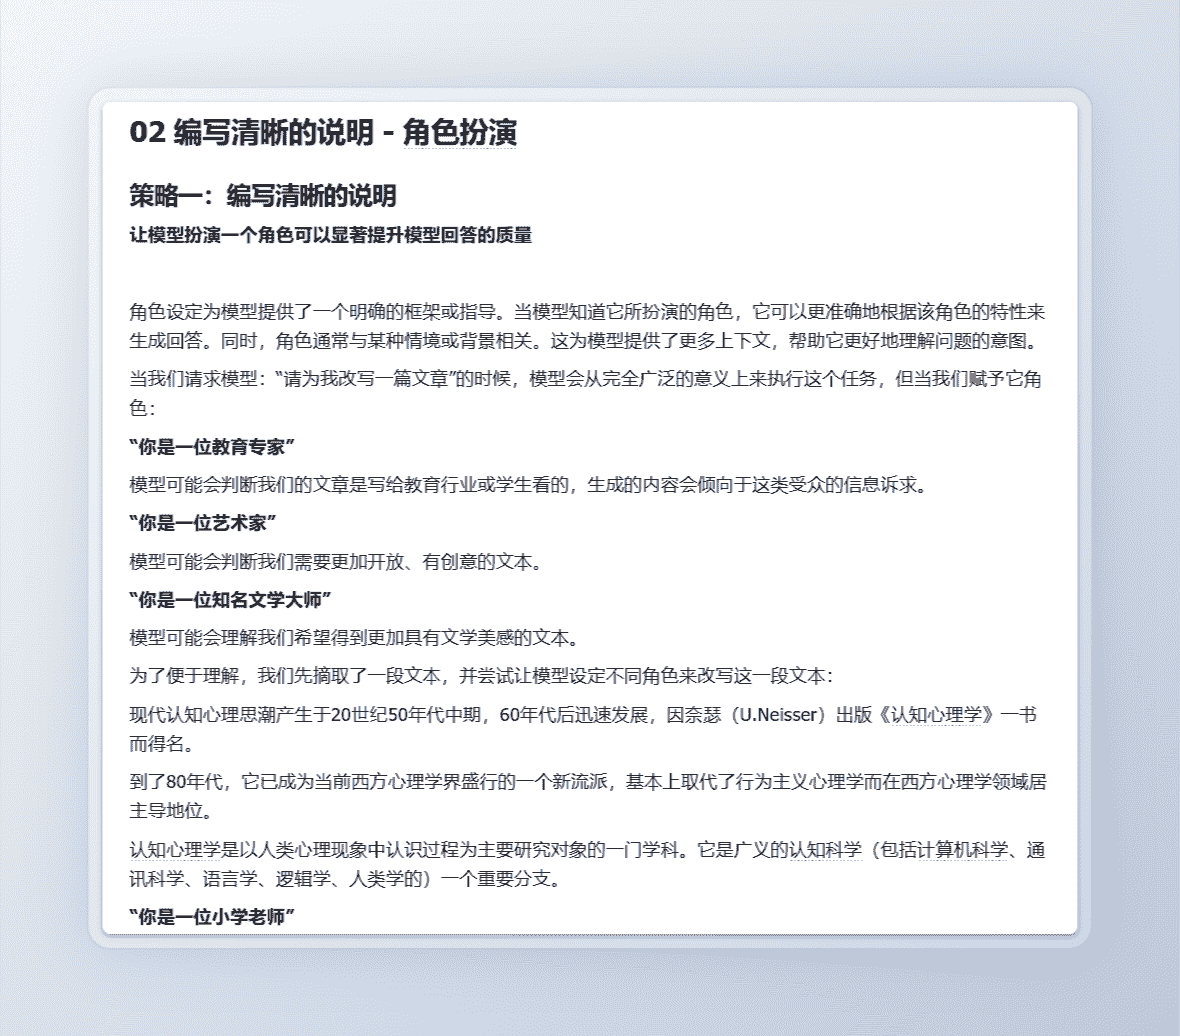 02 编写清晰的说明 - 角色扮演
策略一：编写清晰的说明
让模型扮演一个角色可以显著提升模型回答的质量
角色设定为模型提供了一个明确的框架或指导。当模型知道它所扮演的角色，它可以更准确地根据该角色的特性来
生成回答。同时，角色通常与某种情境或背景相关。这为模型提供了更多上下文，帮助它更好地理解问题的意图。
当我们请求模型：“请为我改写一篇文章”的时候，模型会从完全广泛的意义上来执行这个任务，但当我们赋予它角
色：
“你是一位教育专家”
模型可能会判断我们的文章是写给教育行业或学生看的，生成的内容会倾向于这类受众的信息诉求。
“你是一位艺术家”
模型可能会判断我们需要更加开放、有创意的文本。
“你是一位知名文学大师”
模型可能会理解我们希望得到更加具有文学美感的文本。
为了便于理解，我们先摘取了一段文本，并尝试让模型设定不同角色来改写这一段文本：
现代认知心理思潮产生于20世纪50年代中期，60年代后迅速发展，因奈瑟（U.Neisser）出版《认知心理学》一书
而得名。
到了80年代，它已成为当前西方心理学界盛行的一个新流派，基本上取代了行为主义心理学而在西方心理学领域居
主导地位。
认知心理学是以人类心理现象中认识过程为主要研究对象的一门学科。它是广义的认知科学（包括计算机科学、通
讯科学、语言学、逻辑学、人类学的）一个重要分支。
“你是一位小学老师”